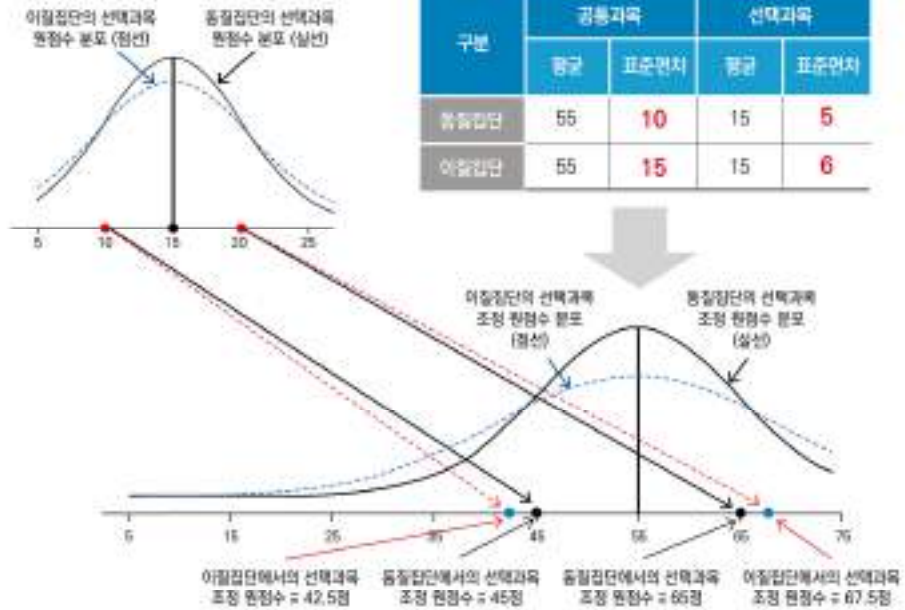 이질집단의 선택과목
원점수 분포 (점선)
동질집단의 선택과목
원점수 분포 (실선)
구분 공통과목 선택과목
평균 표준편차 평균 표준편차
동질집단 55 10 15 5
이질집단 55 15 15 6
5 10 15 20 25
이질집단의 선택과목
조정 원점수 분포
(점선)
동질집단의 선택과목
조정 원점수 분포
(실선)
5 15 25 35 45 55 65 75
이질집단에서의 선택과목
조정 원점수 = 42.5점
동질집단에서의 선택과목
조정 원점수 = 45점
동질집단에서의 선택과목
조정 원점수 = 65점
이질집단에서의 선택과목
조정 원점수 = 67.5점